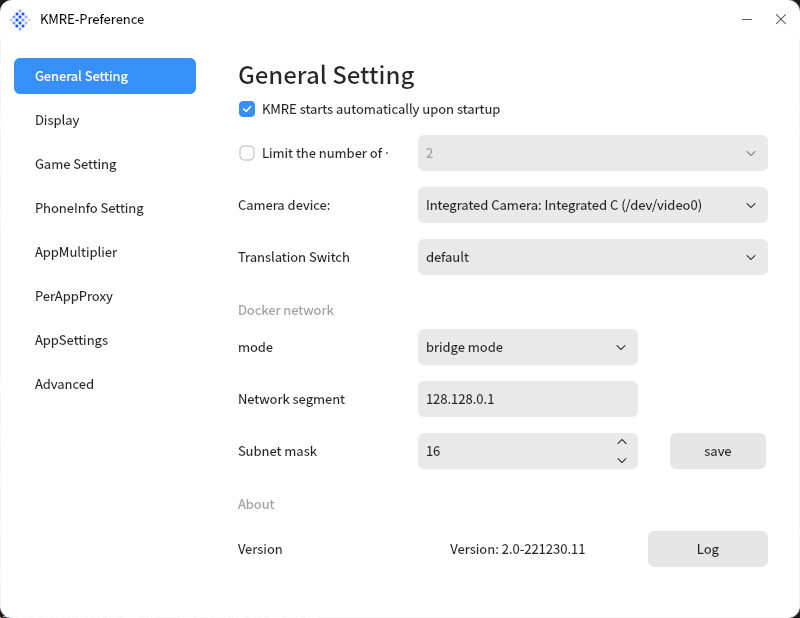 KMRE-Preference
General Setting
Display
Game Setting
PhoneInfo Setting
AppMultiplier
PerAppProxy
AppSettings
Advanced
General Setting
KMRE starts automatically upon startup
Limit the number of ·
2
Camera device:
Integrated Camera: Integrated C (/dev/video0)
Translation Switch
default
Docker network
mode
bridge mode
Network segment
128.128.0.1
Subnet mask
16
save
About
Version
Version: 2.0-221230.11
Log